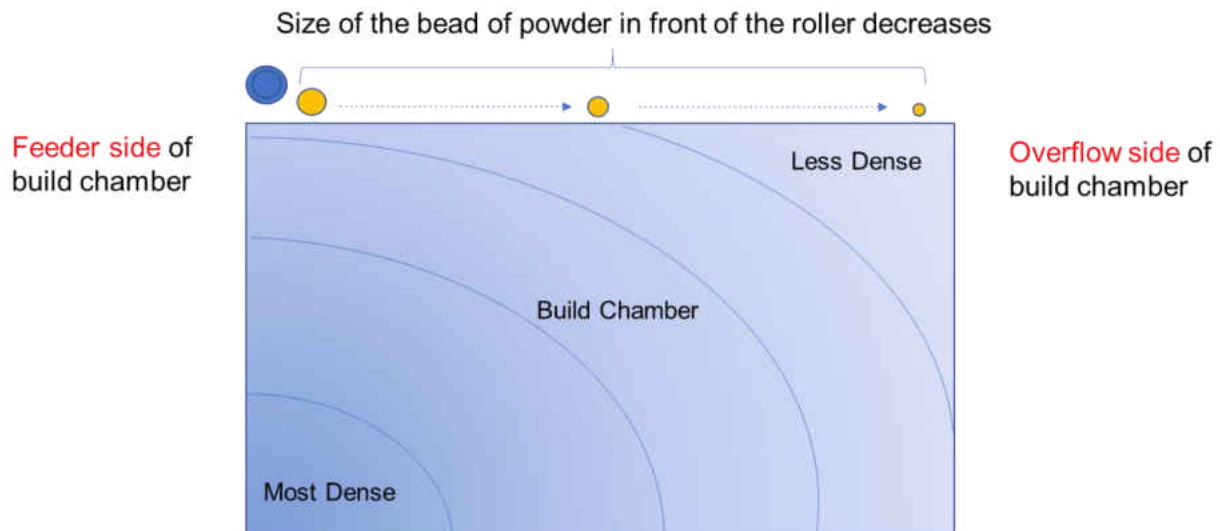 Size of the bead of powder in front of the roller decreases
Feeder side of
build chamber
Less Dense
Overflow side of
build chamber
Build Chamber
Most Dense